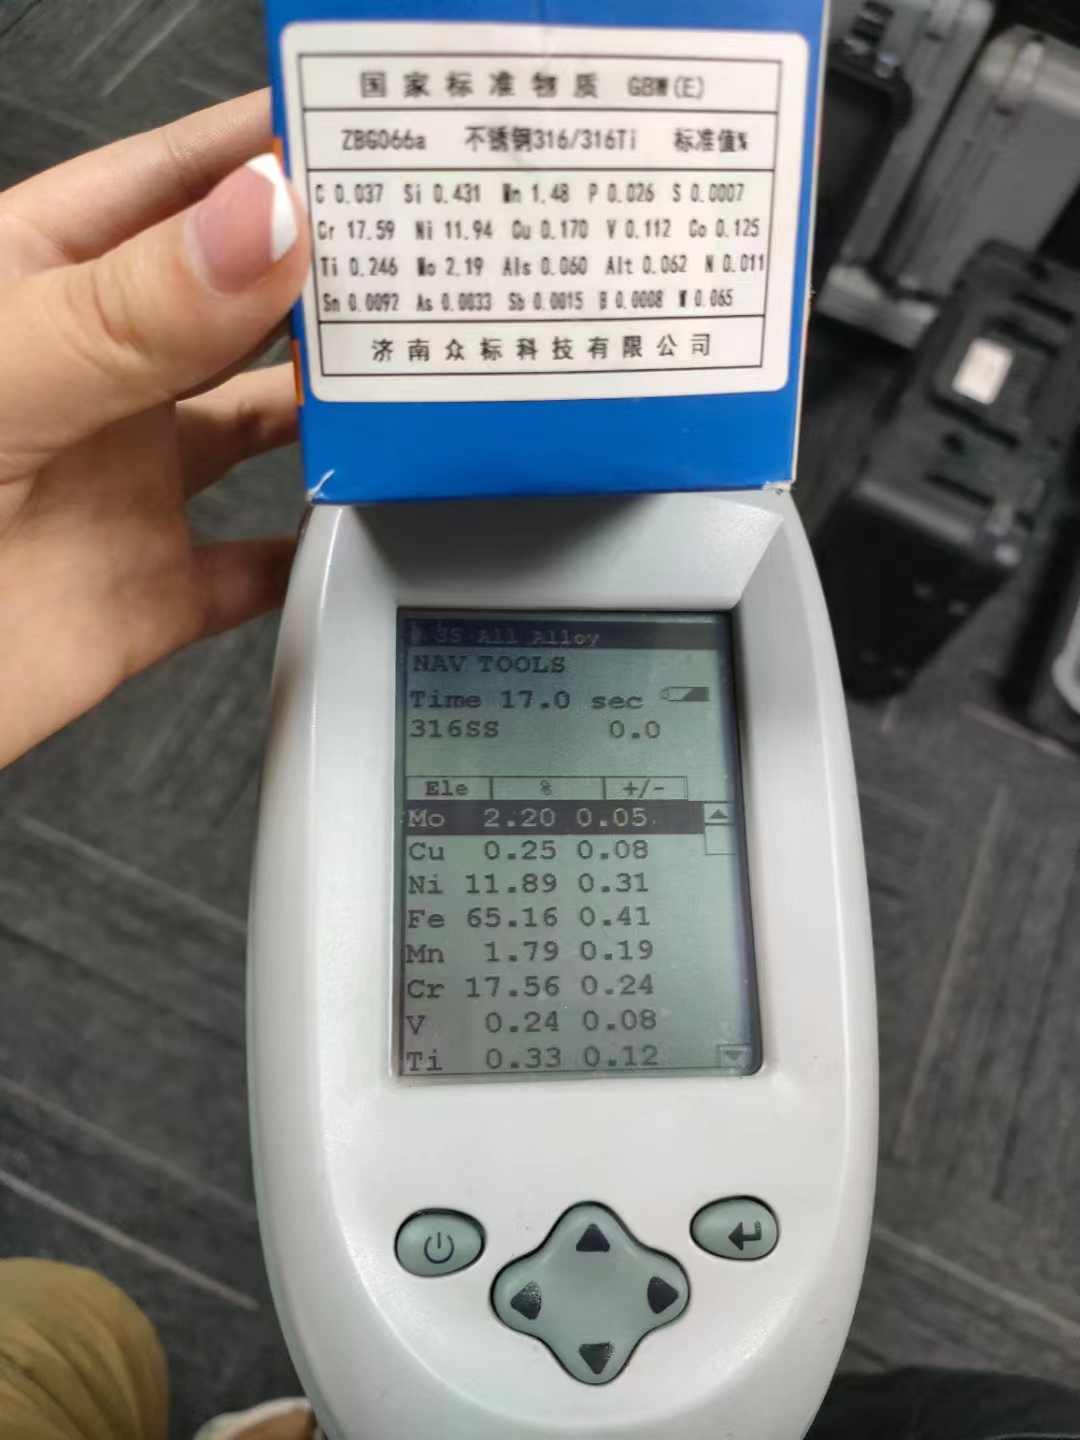 国家标准物质 GBW(E)
ZBG066a 不锈钢316/316Ti 标准值%
C 0.037 Si 0.431 Mn 1.48 P 0.026 S 0.0007
Cr 17.59 Ni 11.94 Cu 0.170 V 0.112 Co 0.125
Ti 0.246 Mo 2.19 Als 0.060 Alt 0.062 N 0.011
Sn 0.0092 As 0.0033 Sb 0.0015 B 0.0008 W 0.065
济南众标科技有限公司
All Alloy
NAV TOOLS
Time 17.0 sec
316SS 0.0
Ele % +/-
Mo 2.20 0.05
Cu 0.25 0.08
Ni 11.89 0.31
Fe 65.16 0.41
Mn 1.79 0.19
Cr 17.56 0.24
V 0.24 0.08
Ti 0.33 0.12